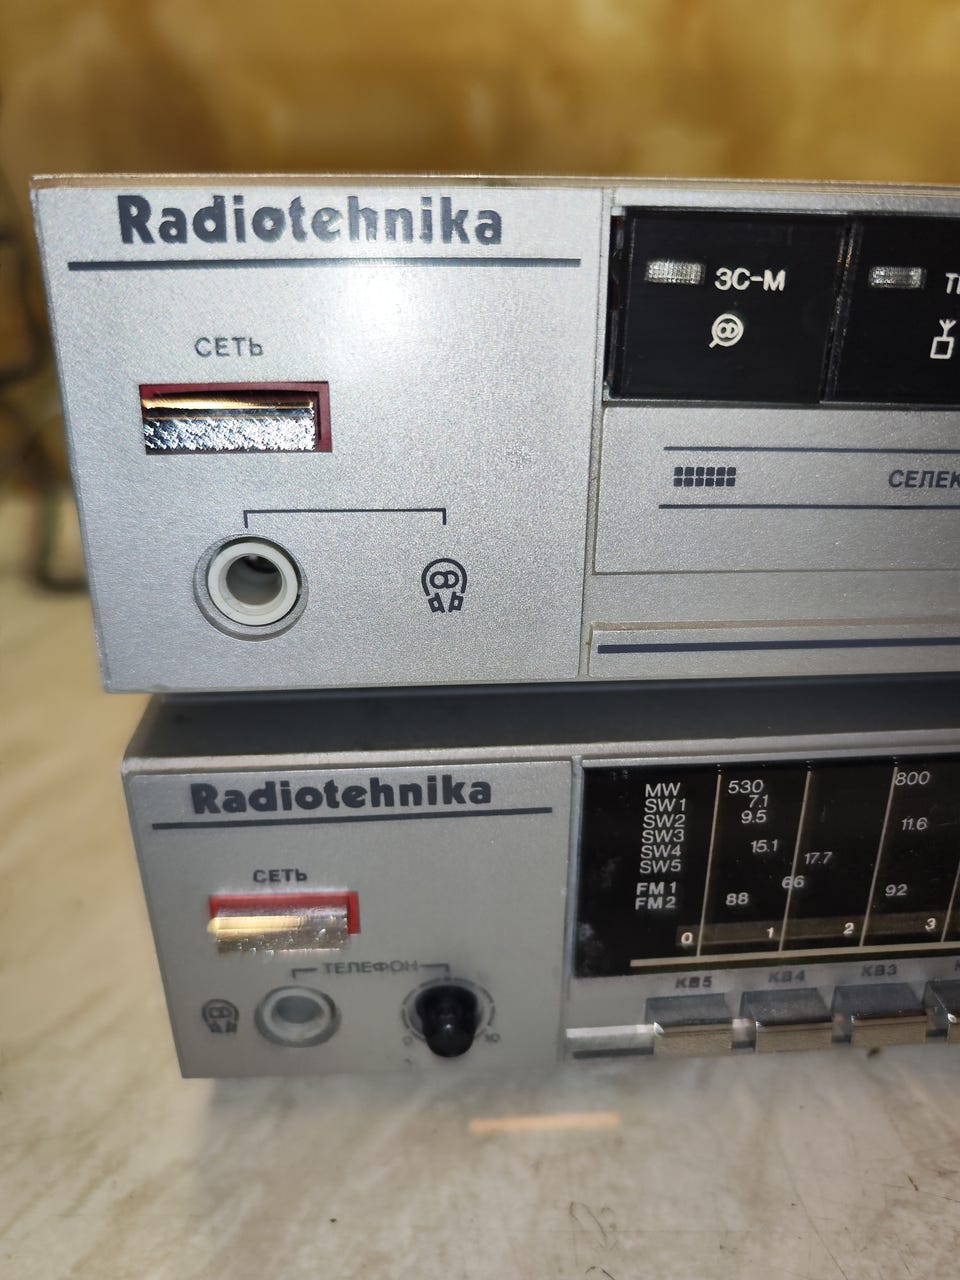 Radiotehnika
СЕТЬ
ЗС-М
СЕЛЕК
Radiotehnika
СЕТЬ
ТЕЛЕФОН
0
10
MW 530 800
SW1 7.1
SW2 9.5 11.6
SW3
SW4 15.1
SW5 17.7
FM1 66
FM2 88 92
0 1 2 3
КВ5 КВ4 КВ3